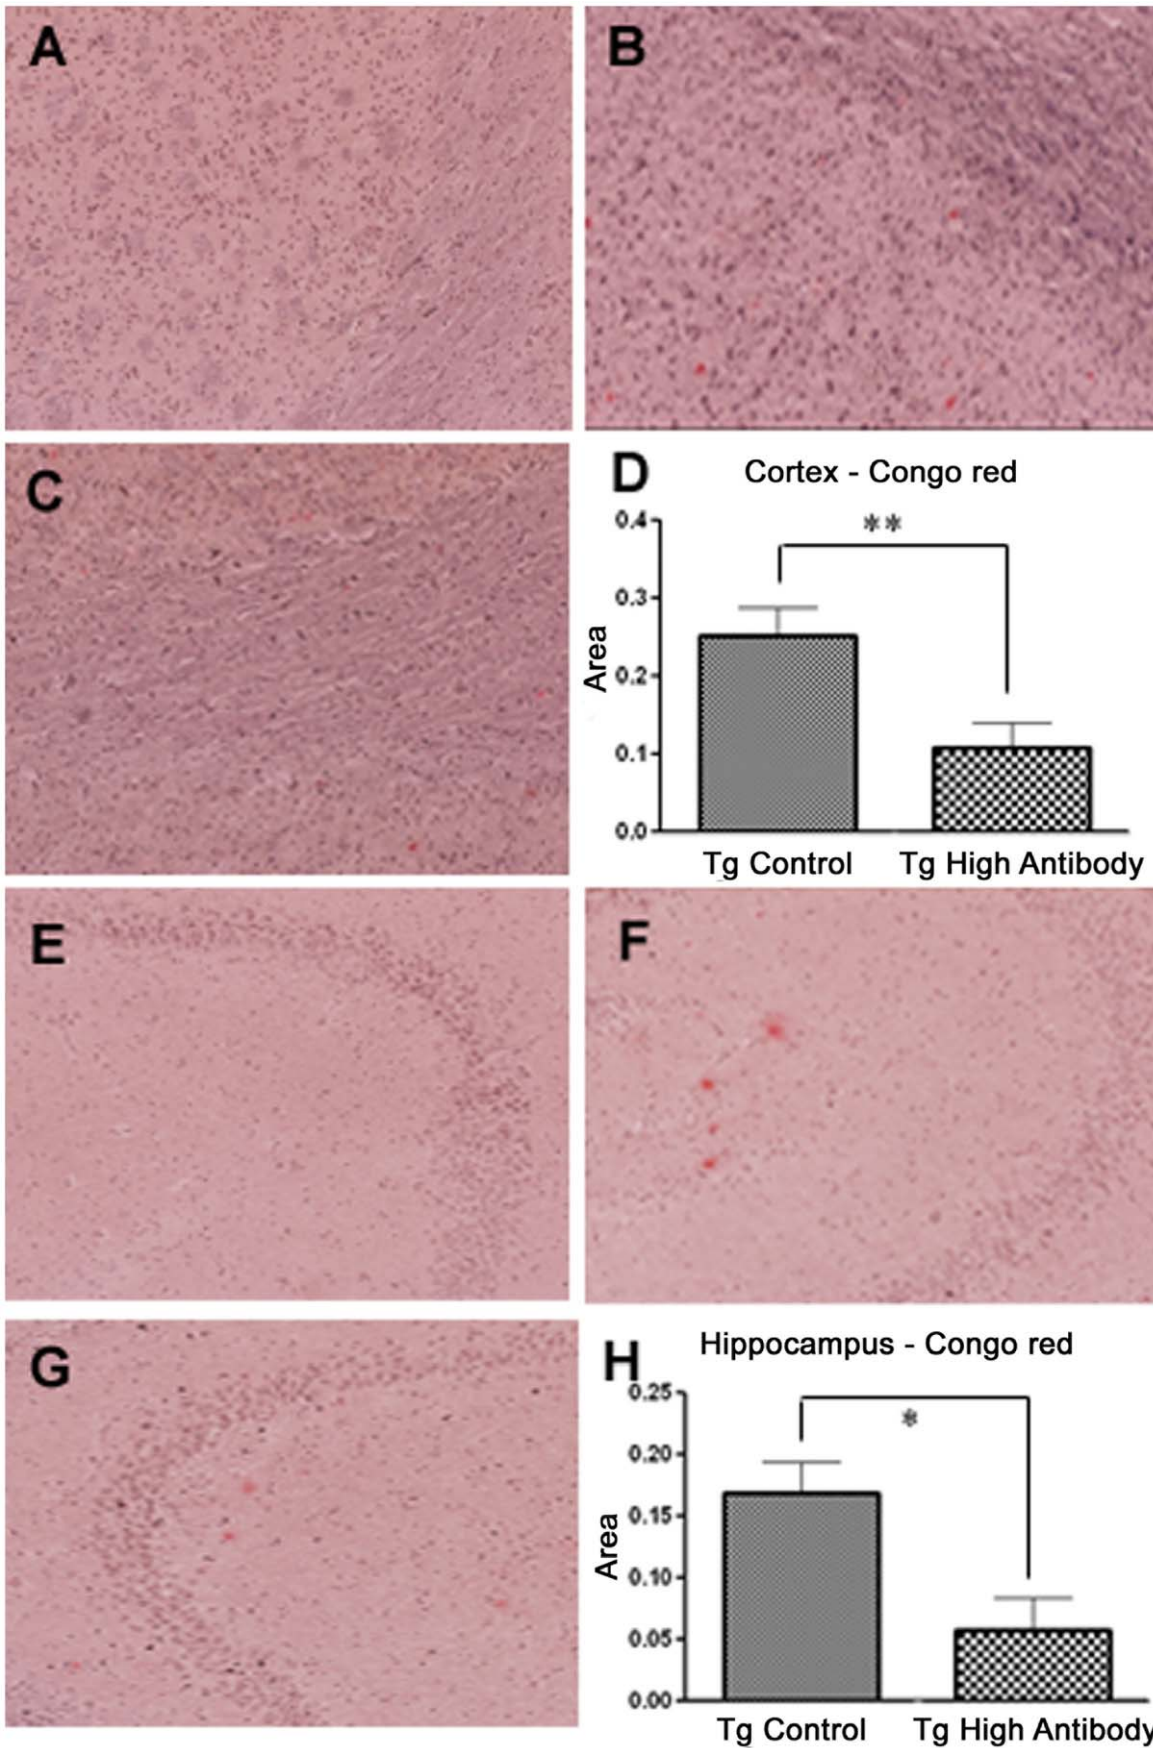 A
B
C
D
Cortex - Congo red
**
0.4
0.3
0.2
0.1
0.0
Area
Tg Control
Tg High Antibody
E
F
G
H
Hippocampus - Congo red
*
0.25
0.20
0.15
0.10
0.05
0.00
Area
Tg Control
Tg High Antibody